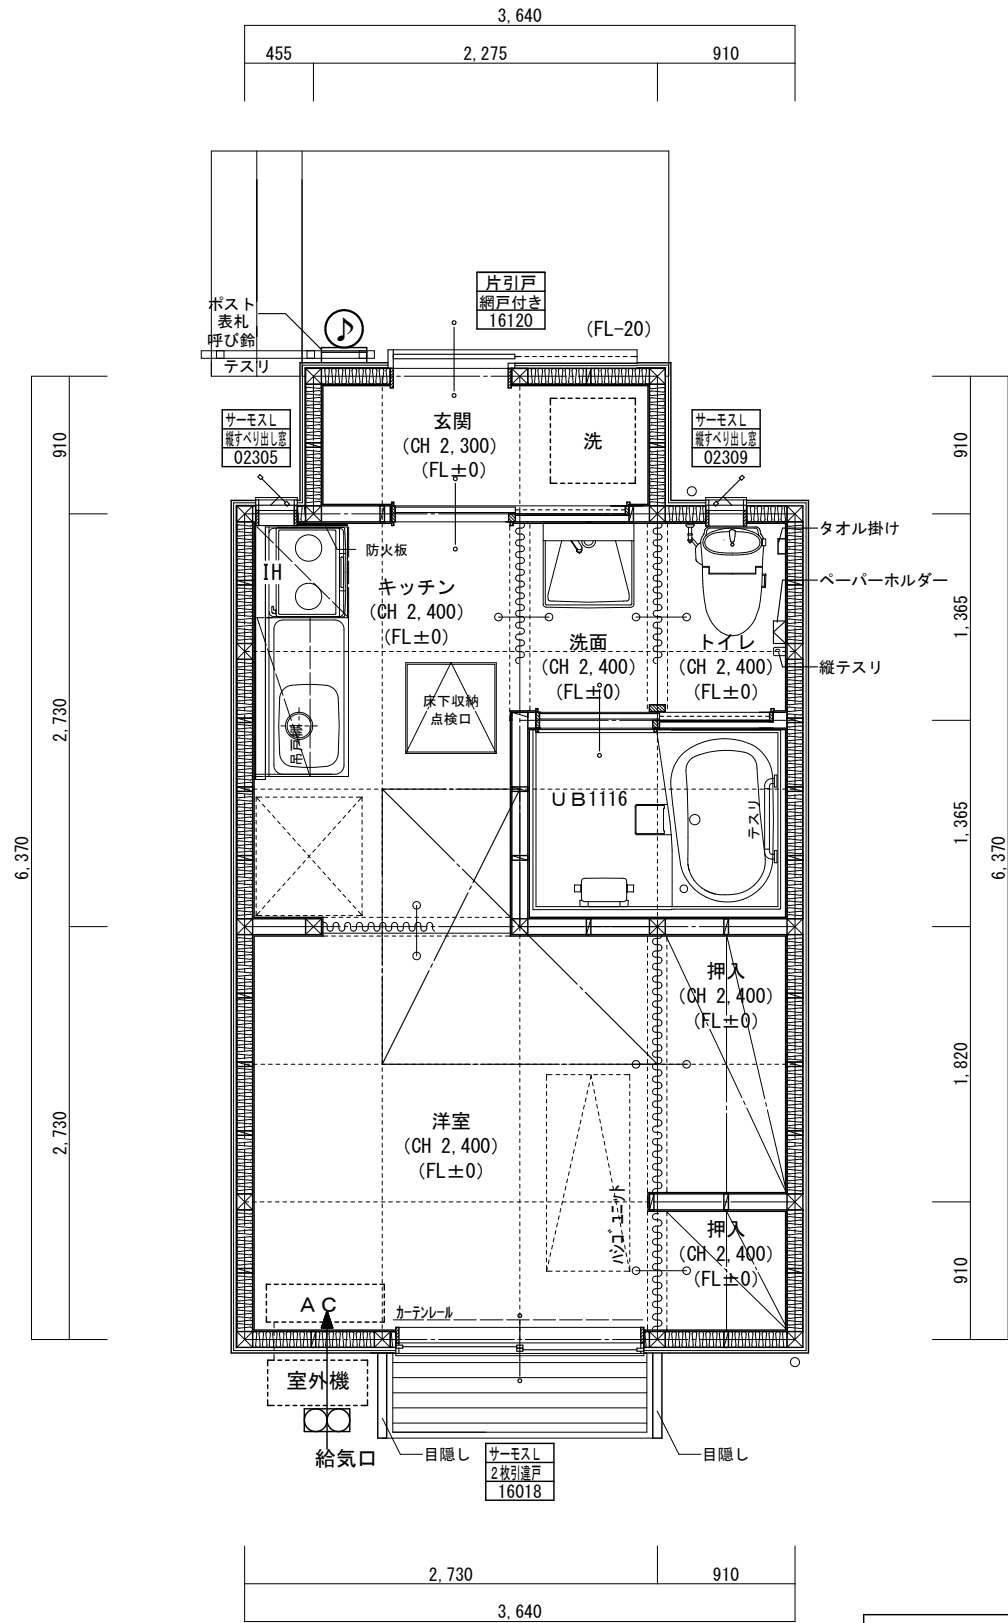 3,640
455
2,275
910
片引戸
網戸付き
16120
(FL-20)
ポスト
表札
呼び鈴
テスリ
サーモスL
縦すべり出し窓
02305
玄関
(CH 2,300)
(FL±0)
洗
サーモスL
縦すべり出し窓
02309
910
910
タオル掛け
防火板
IH
キッチン
(CH 2,400)
(FL±0)
ペーパーホルダー
1,365
洗面
(CH 2,400)
(FL±0)
トイレ
(CH 2,400)
(FL±0)
縦テスリ
床下収納
点検口
2,730
UB1116
テスリ
1,365
6,370
6,370
押入
(CH 2,400)
(FL±0)
1,820
洋室
(CH 2,400)
(FL±0)
2,730
ハシゴユニット
押入
(CH 2,400)
(FL±0)
910
AC
カーテンレール
室外機
給気口
目隠し
サーモスL
2枚引違戸
16018
目隠し
2,730
910
3,640